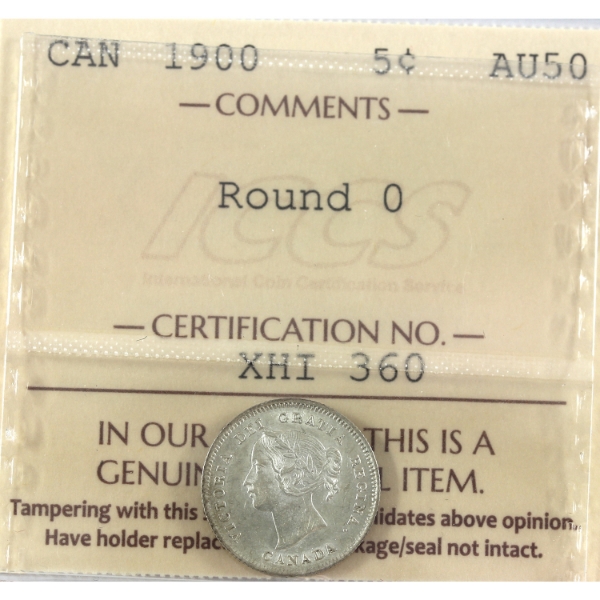 CAN 1900 5¢ AU50
— COMMENTS —
Round 0
ICCS
International Coin Certification Service
— CERTIFICATION NO. —
XHI 360
IN OUR THIS IS A
GENUIN L ITEM.
Tampering with this idates above opinion.
Have holder replac kage/seal not intact.
VICTORIA DEI GRATIA REGINA.
CANADA